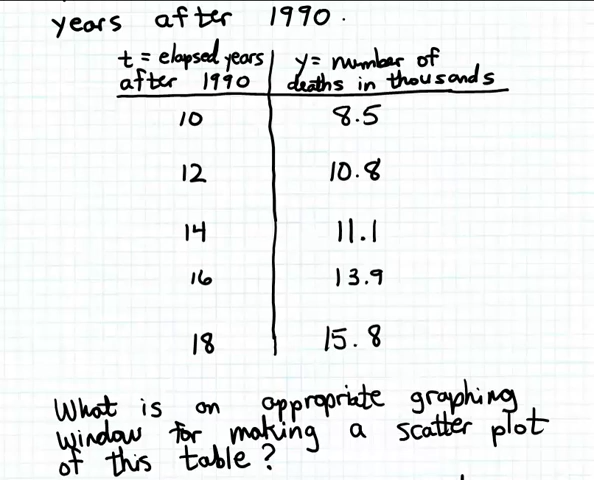 years after 1990.
t = elapsed years after 1990 | y = number of deaths in thousands
10 | 8.5
12 | 10.8
14 | 11.1
16 | 13.9
18 | 15.8
What is an appropriate graphing
window for making a scatter plot
of this table?